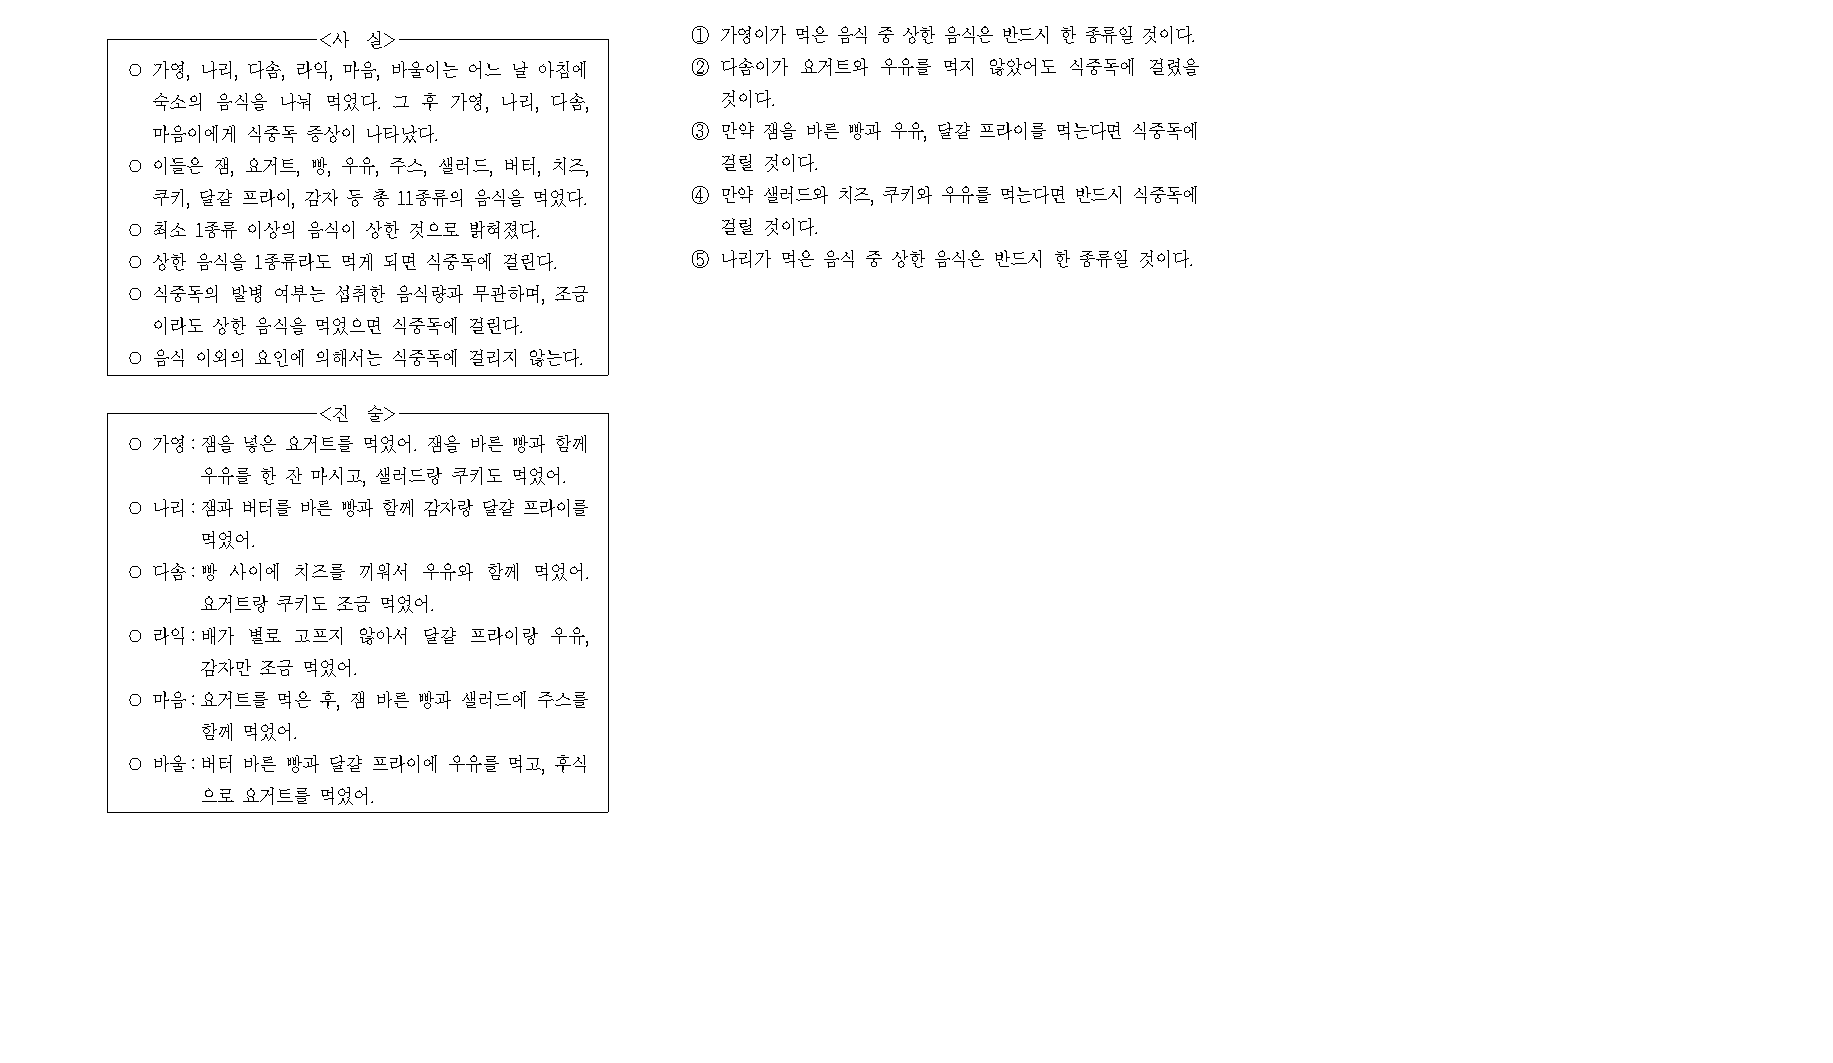 <사 실>
○ 가영, 나리, 다솜, 라익, 마음, 바울이는 어느 날 아침에
숙소의 음식을 나눠 먹었다. 그 후 가영, 나리, 다솜,
마음이에게 식중독 증상이 나타났다.
○ 이들은 잼, 요거트, 빵, 우유, 주스, 샐러드, 버터, 치즈,
쿠키, 달걀 프라이, 감자 등 총 11종류의 음식을 먹었다.
○ 최소 1종류 이상의 음식이 상한 것으로 밝혀졌다.
○ 상한 음식을 1종류라도 먹게 되면 식중독에 걸린다.
○ 식중독의 발병 여부는 섭취한 음식량과 무관하며, 조금
이라도 상한 음식을 먹었으면 식중독에 걸린다.
○ 음식 이외의 요인에 의해서는 식중독에 걸리지 않는다.
<진 술>
○ 가영 : 잼을 넣은 요거트를 먹었어. 잼을 바른 빵과 함께
우유를 한 잔 마시고, 샐러드랑 쿠키도 먹었어.
○ 나리 : 잼과 버터를 바른 빵과 함께 감자랑 달걀 프라이를
먹었어.
○ 다솜 : 빵 사이에 치즈를 끼워서 우유와 함께 먹었어.
요거트랑 쿠키도 조금 먹었어.
○ 라익 : 배가 별로 고프지 않아서 달걀 프라이랑 우유,
감자만 조금 먹었어.
○ 마음 : 요거트를 먹은 후, 잼 바른 빵과 샐러드에 주스를
함께 먹었어.
○ 바울 : 버터 바른 빵과 달걀 프라이에 우유를 먹고, 후식
으로 요거트를 먹었어.
① 가영이가 먹은 음식 중 상한 음식은 반드시 한 종류일 것이다.
② 다솜이가 요거트와 우유를 먹지 않았어도 식중독에 걸렸을
것이다.
③ 만약 잼을 바른 빵과 우유, 달걀 프라이를 먹는다면 식중독에
걸릴 것이다.
④ 만약 샐러드와 치즈, 쿠키와 우유를 먹는다면 반드시 식중독에
걸릴 것이다.
⑤ 나리가 먹은 음식 중 상한 음식은 반드시 한 종류일 것이다.